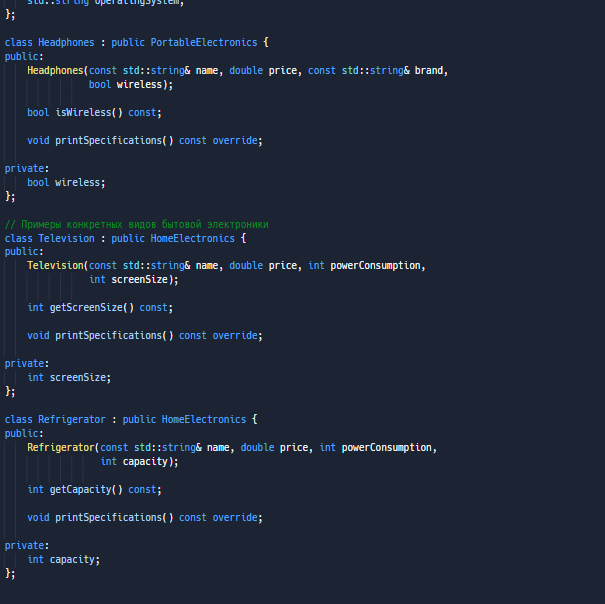 std::string operatingSystem;
};

class Headphones : public PortableElectronics {
public:
    Headphones(const std::string& name, double price, const std::string& brand,
               bool wireless);

    bool isWireless() const;

    void printSpecifications() const override;

private:
    bool wireless;
};

// Примеры конкретных видов бытовой электроники
class Television : public HomeElectronics {
public:
    Television(const std::string& name, double price, int powerConsumption,
               int screenSize);

    int getScreenSize() const;

    void printSpecifications() const override;

private:
    int screenSize;
};

class Refrigerator : public HomeElectronics {
public:
    Refrigerator(const std::string& name, double price, int powerConsumption,
                 int capacity);

    int getCapacity() const;

    void printSpecifications() const override;

private:
    int capacity;
};